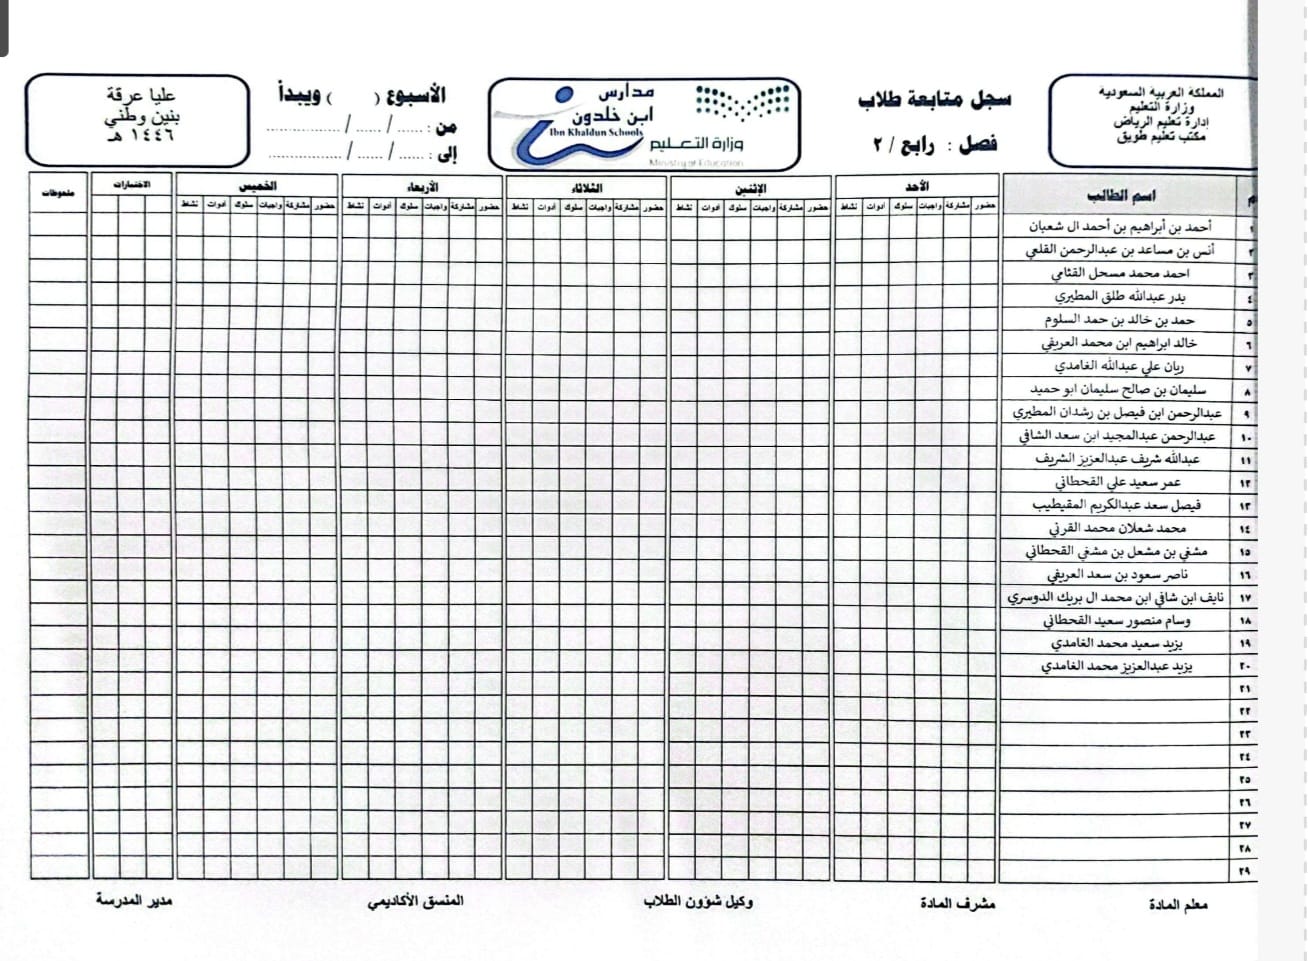 المملكة العربية السعودية
وزارة التعليم
إدارة تعليم الرياض
مكتب تعليم طويق
سجل متابعة طلاب
فصل : رابع / ٢
مدارس
ابن خلدون
Ibn Khaldun Schools
وزارة التعليم
Ministry of Education
الأسبوع ( ) ويبدأ
من : ...... / ...... / ..................
إلى : ...... / ...... / ..................
عليا عرقة
بنين وطني
١٤٤٦ هـ
م اسم الطالب الأحد الإثنين الثلاثاء الأربعاء الخميس الاختبارات ملحوظات
حضور مشاركة واجبات سلوك أدوات نشاط حضور مشاركة واجبات سلوك أدوات نشاط حضور مشاركة واجبات سلوك أدوات نشاط حضور مشاركة واجبات سلوك أدوات نشاط حضور مشاركة واجبات سلوك أدوات نشاط
١ أحمد بن أبراهيم بن أحمد ال شعبان
٢ أنس بن مساعد بن عبدالرحمن القلعي
٣ احمد محمد مسحل القثامي
٤ بدر عبدالله طلق المطيري
٥ حمد بن خالد بن حمد السلوم
٦ خالد ابراهيم ابن محمد العريفي
٧ ريان علي عبدالله الغامدي
٨ سليمان بن صالح سليمان ابو حميد
٩ عبدالرحمن ابن فيصل بن رشدان المطيري
١٠ عبدالرحمن عبدالمجيد ابن سعد الشافي
١١ عبدالله شريف عبدالعزيز الشريف
١٢ عمر سعيد علي القحطاني
١٣ فيصل سعد عبدالكريم المقيطيب
١٤ محمد شعلان محمد القرني
١٥ مشفي بن مشعل بن مشفي القحطاني
١٦ ناصر سعود بن سعد العريفي
١٧ نايف ابن شافي ابن محمد ال بريك الدوسري
١٨ وسام منصور سعيد القحطاني
١٩ يزيد سعيد محمد الغامدي
٢٠ يزيد عبدالعزيز محمد الغامدي
٢١
٢٢
٢٣
٢٤
٢٥
٢٦
٢٧
٢٨
٢٩
معلم المادة مشرف المادة وكيل شؤون الطلاب المنسق الأكاديمي مدير المدرسة